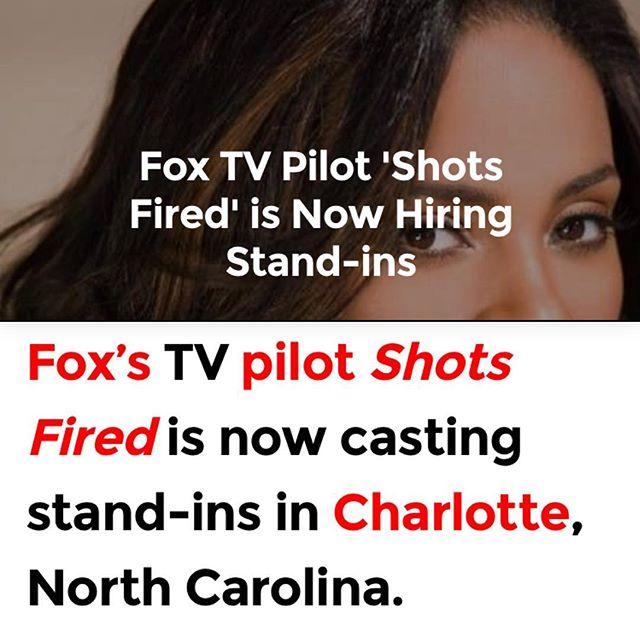 Fox TV Pilot 'Shots
Fired' is Now Hiring
Stand-ins
Fox’s TV pilot Shots
Fired is now casting
stand-ins in Charlotte,
North Carolina.